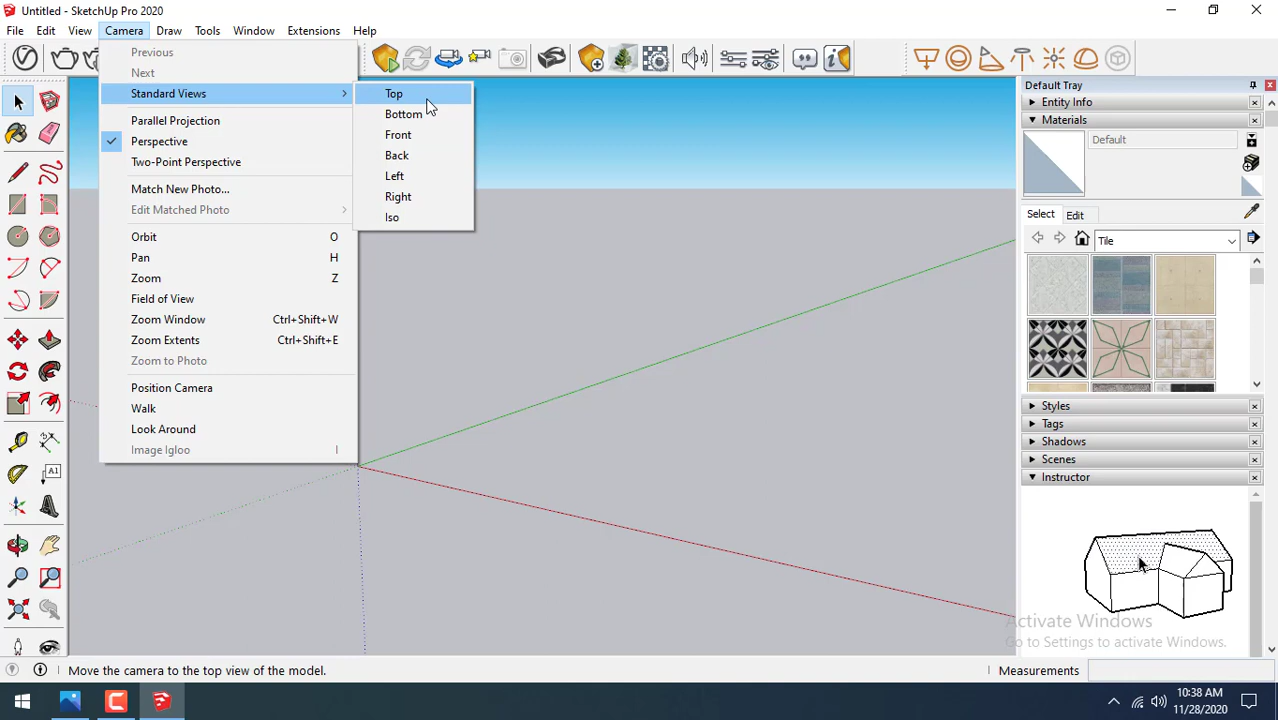 Untitled - SketchUp Pro 2020
File Edit View Camera Draw Tools Window Extensions Help
Previous
Next
Standard Views
Parallel Projection
Perspective
Two-Point Perspective
Match New Photo...
Edit Matched Photo
Orbit O
Pan H
Zoom Z
Field of View
Zoom Window Ctrl+Shift+W
Zoom Extents Ctrl+Shift+E
Zoom to Photo
Position Camera
Walk
Look Around
Image Igloo I
Top
Bottom
Front
Back
Left
Right
Iso
Default Tray
Entity Info
Materials
Default
Select Edit
Tile
Styles
Tags
Shadows
Scenes
Instructor
Activate Windows
Go to Settings to activate Windows.
A1
Move the camera to the top view of the model.
Measurements
10:38 AM
11/28/2020